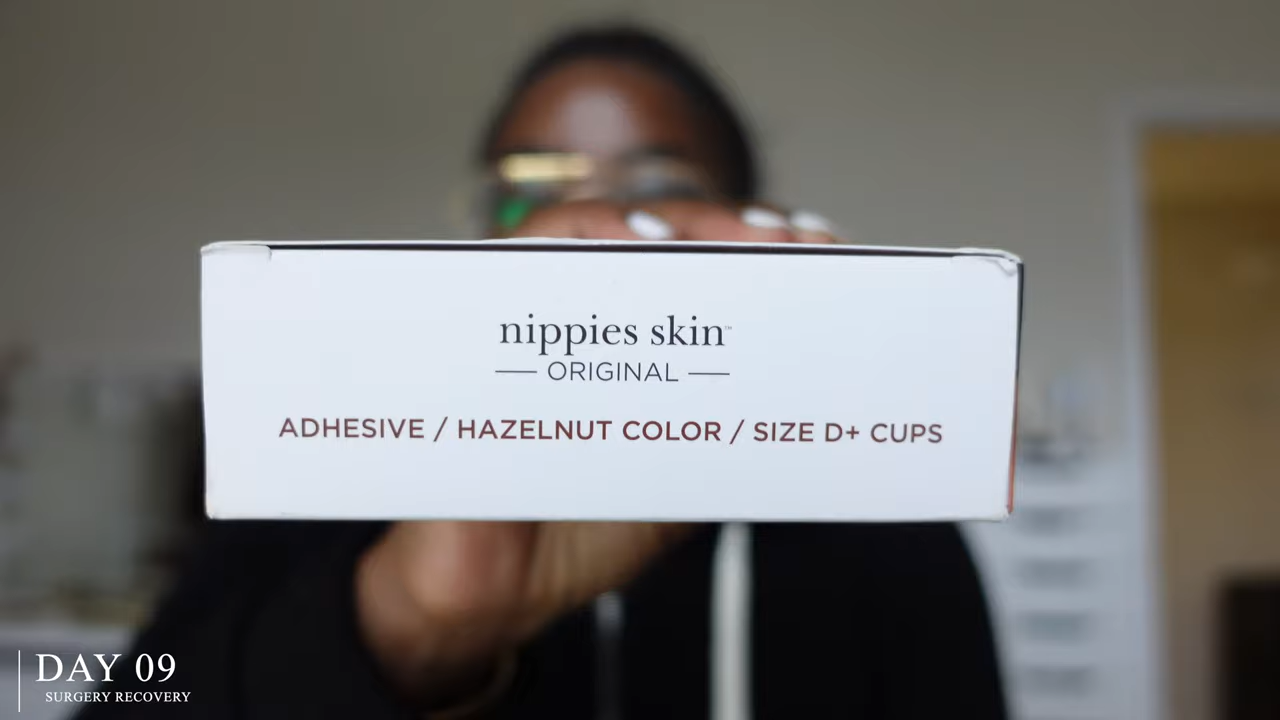 nippies skin™
ORIGINAL
ADHESIVE / HAZELNUT COLOR / SIZE D+ CUPS
DAY 09
SURGERY RECOVERY